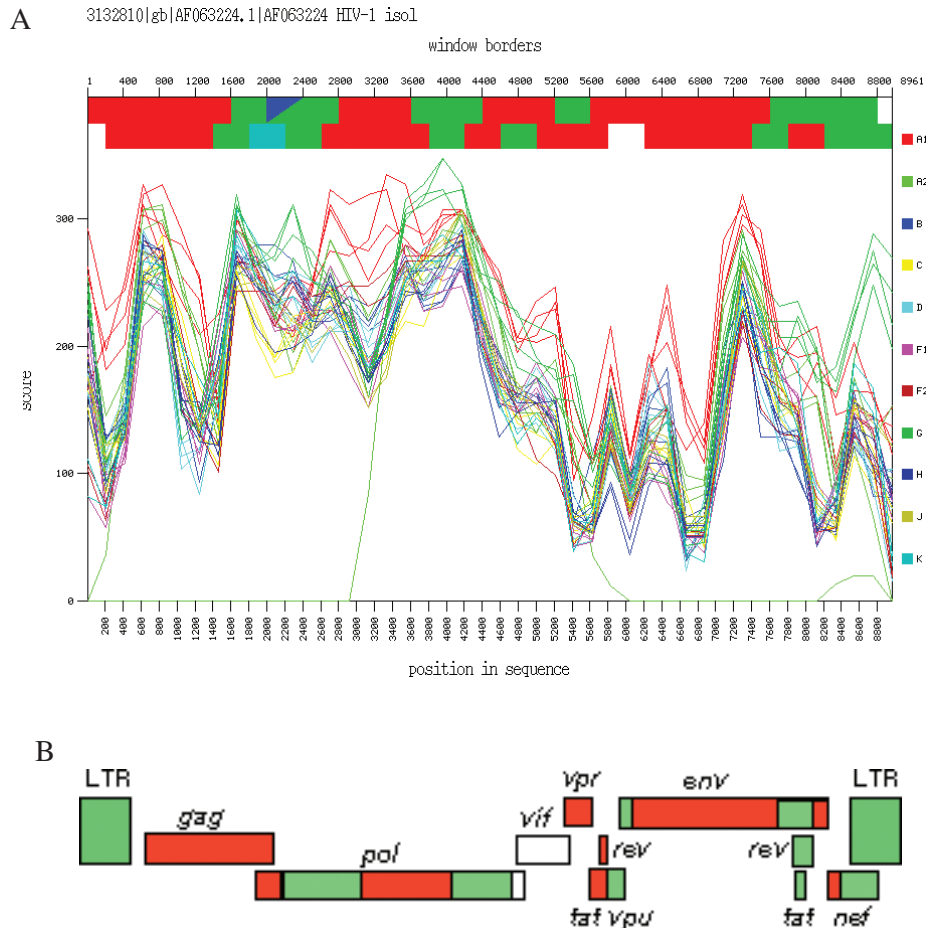 A
3132810|gb|AF063224.1|AF063224 HIV-1 isol
window borders
1 400 800 1200 1600 2000 2400 2800 3200 3600 4000 4400 4800 5200 5600 6000 6400 6800 7200 7600 8000 8400 8800 8961
A1
A2
B
C
D
F1
F2
G
H
J
K
300
200
100
0
score
200 400 600 800 1000 1200 1400 1600 1800 2000 2200 2400 2600 2800 3000 3200 3400 3600 3800 4000 4200 4400 4600 4800 5000 5200 5400 5600 5800 6000 6200 6400 6600 6800 7000 7200 7400 7600 7800 8000 8200 8400 8600 8800
position in sequence
B
LTR vpr env LTR
gag vif rev rev
pol
tat vpu tat nef